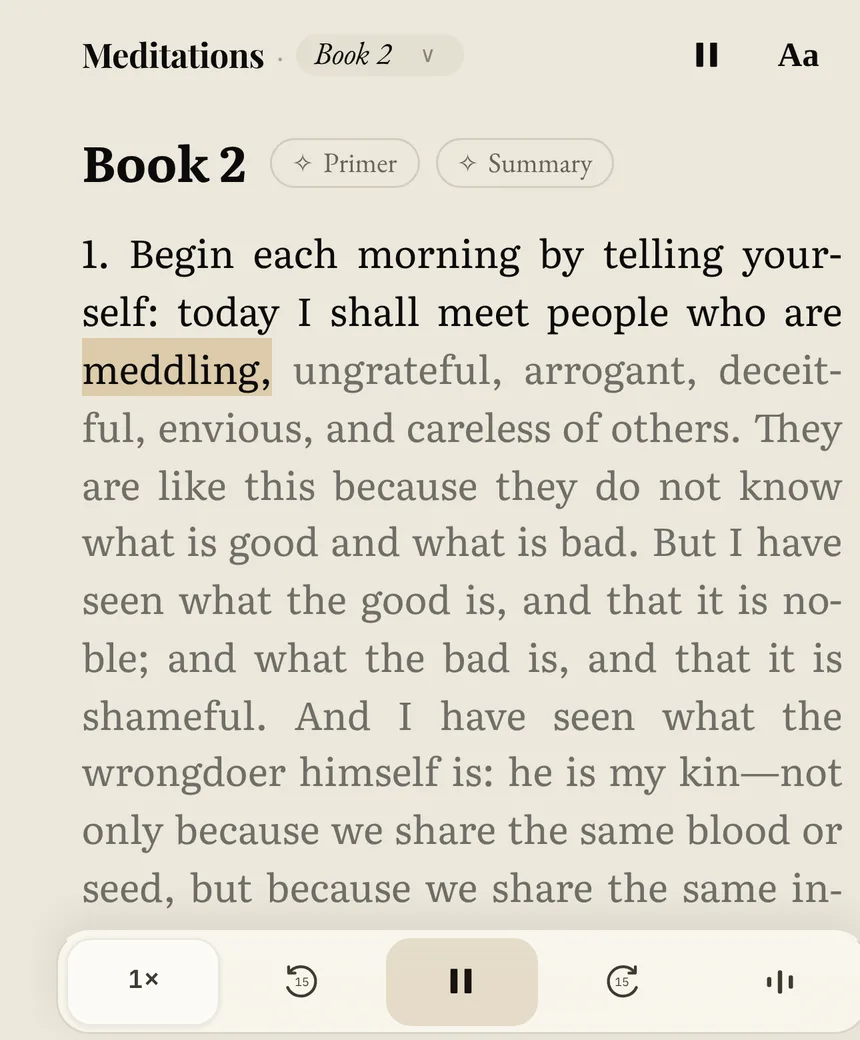 Meditations · Book 2 ∨
Aa
Book 2
✧ Primer
✧ Summary
1. Begin each morning by telling your-
self: today I shall meet people who are
meddling, ungrateful, arrogant, deceit-
ful, envious, and careless of others. They
are like this because they do not know
what is good and what is bad. But I have
seen what the good is, and that it is no-
ble; and what the bad is, and that it is
shameful. And I have seen what the
wrongdoer himself is: he is my kin—not
only because we share the same blood or
seed, but because we share the same in-
1×
15
15